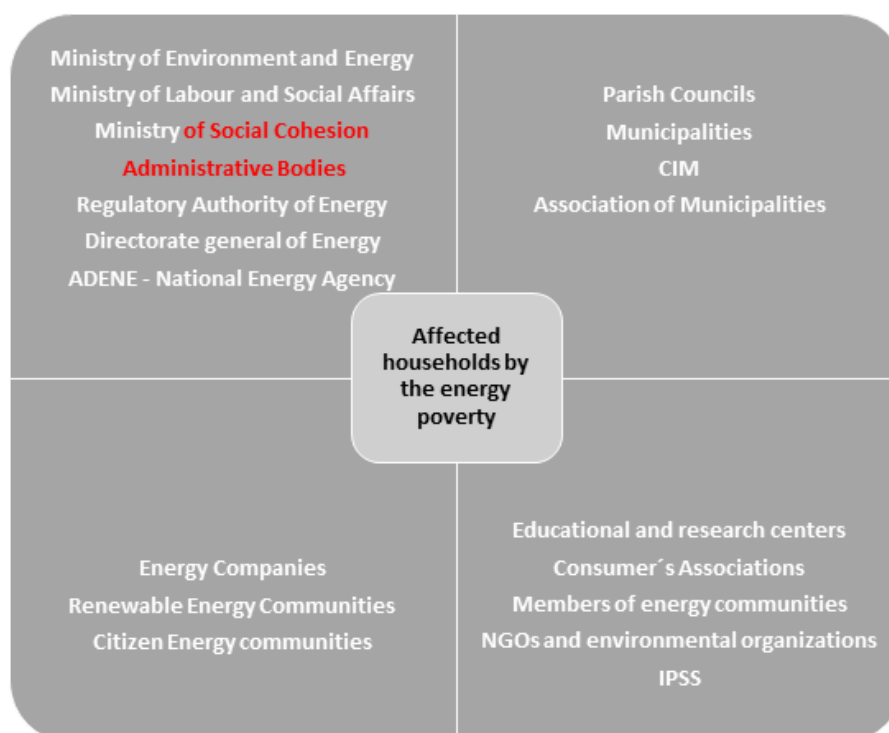 Ministry of Environment and Energy
Ministry of Labour and Social Affairs
Ministry of Social Cohesion
Administrative Bodies
Regulatory Authority of Energy
Directorate general of Energy
ADENE - National Energy Agency
Parish Councils
Municipalities
CIM
Association of Municipalities
Affected
households by
the energy
poverty
Energy Companies
Renewable Energy Communities
Citizen Energy communities
Educational and research centers
Consumer´s Associations
Members of energy communities
NGOs and environmental organizations
IPSS